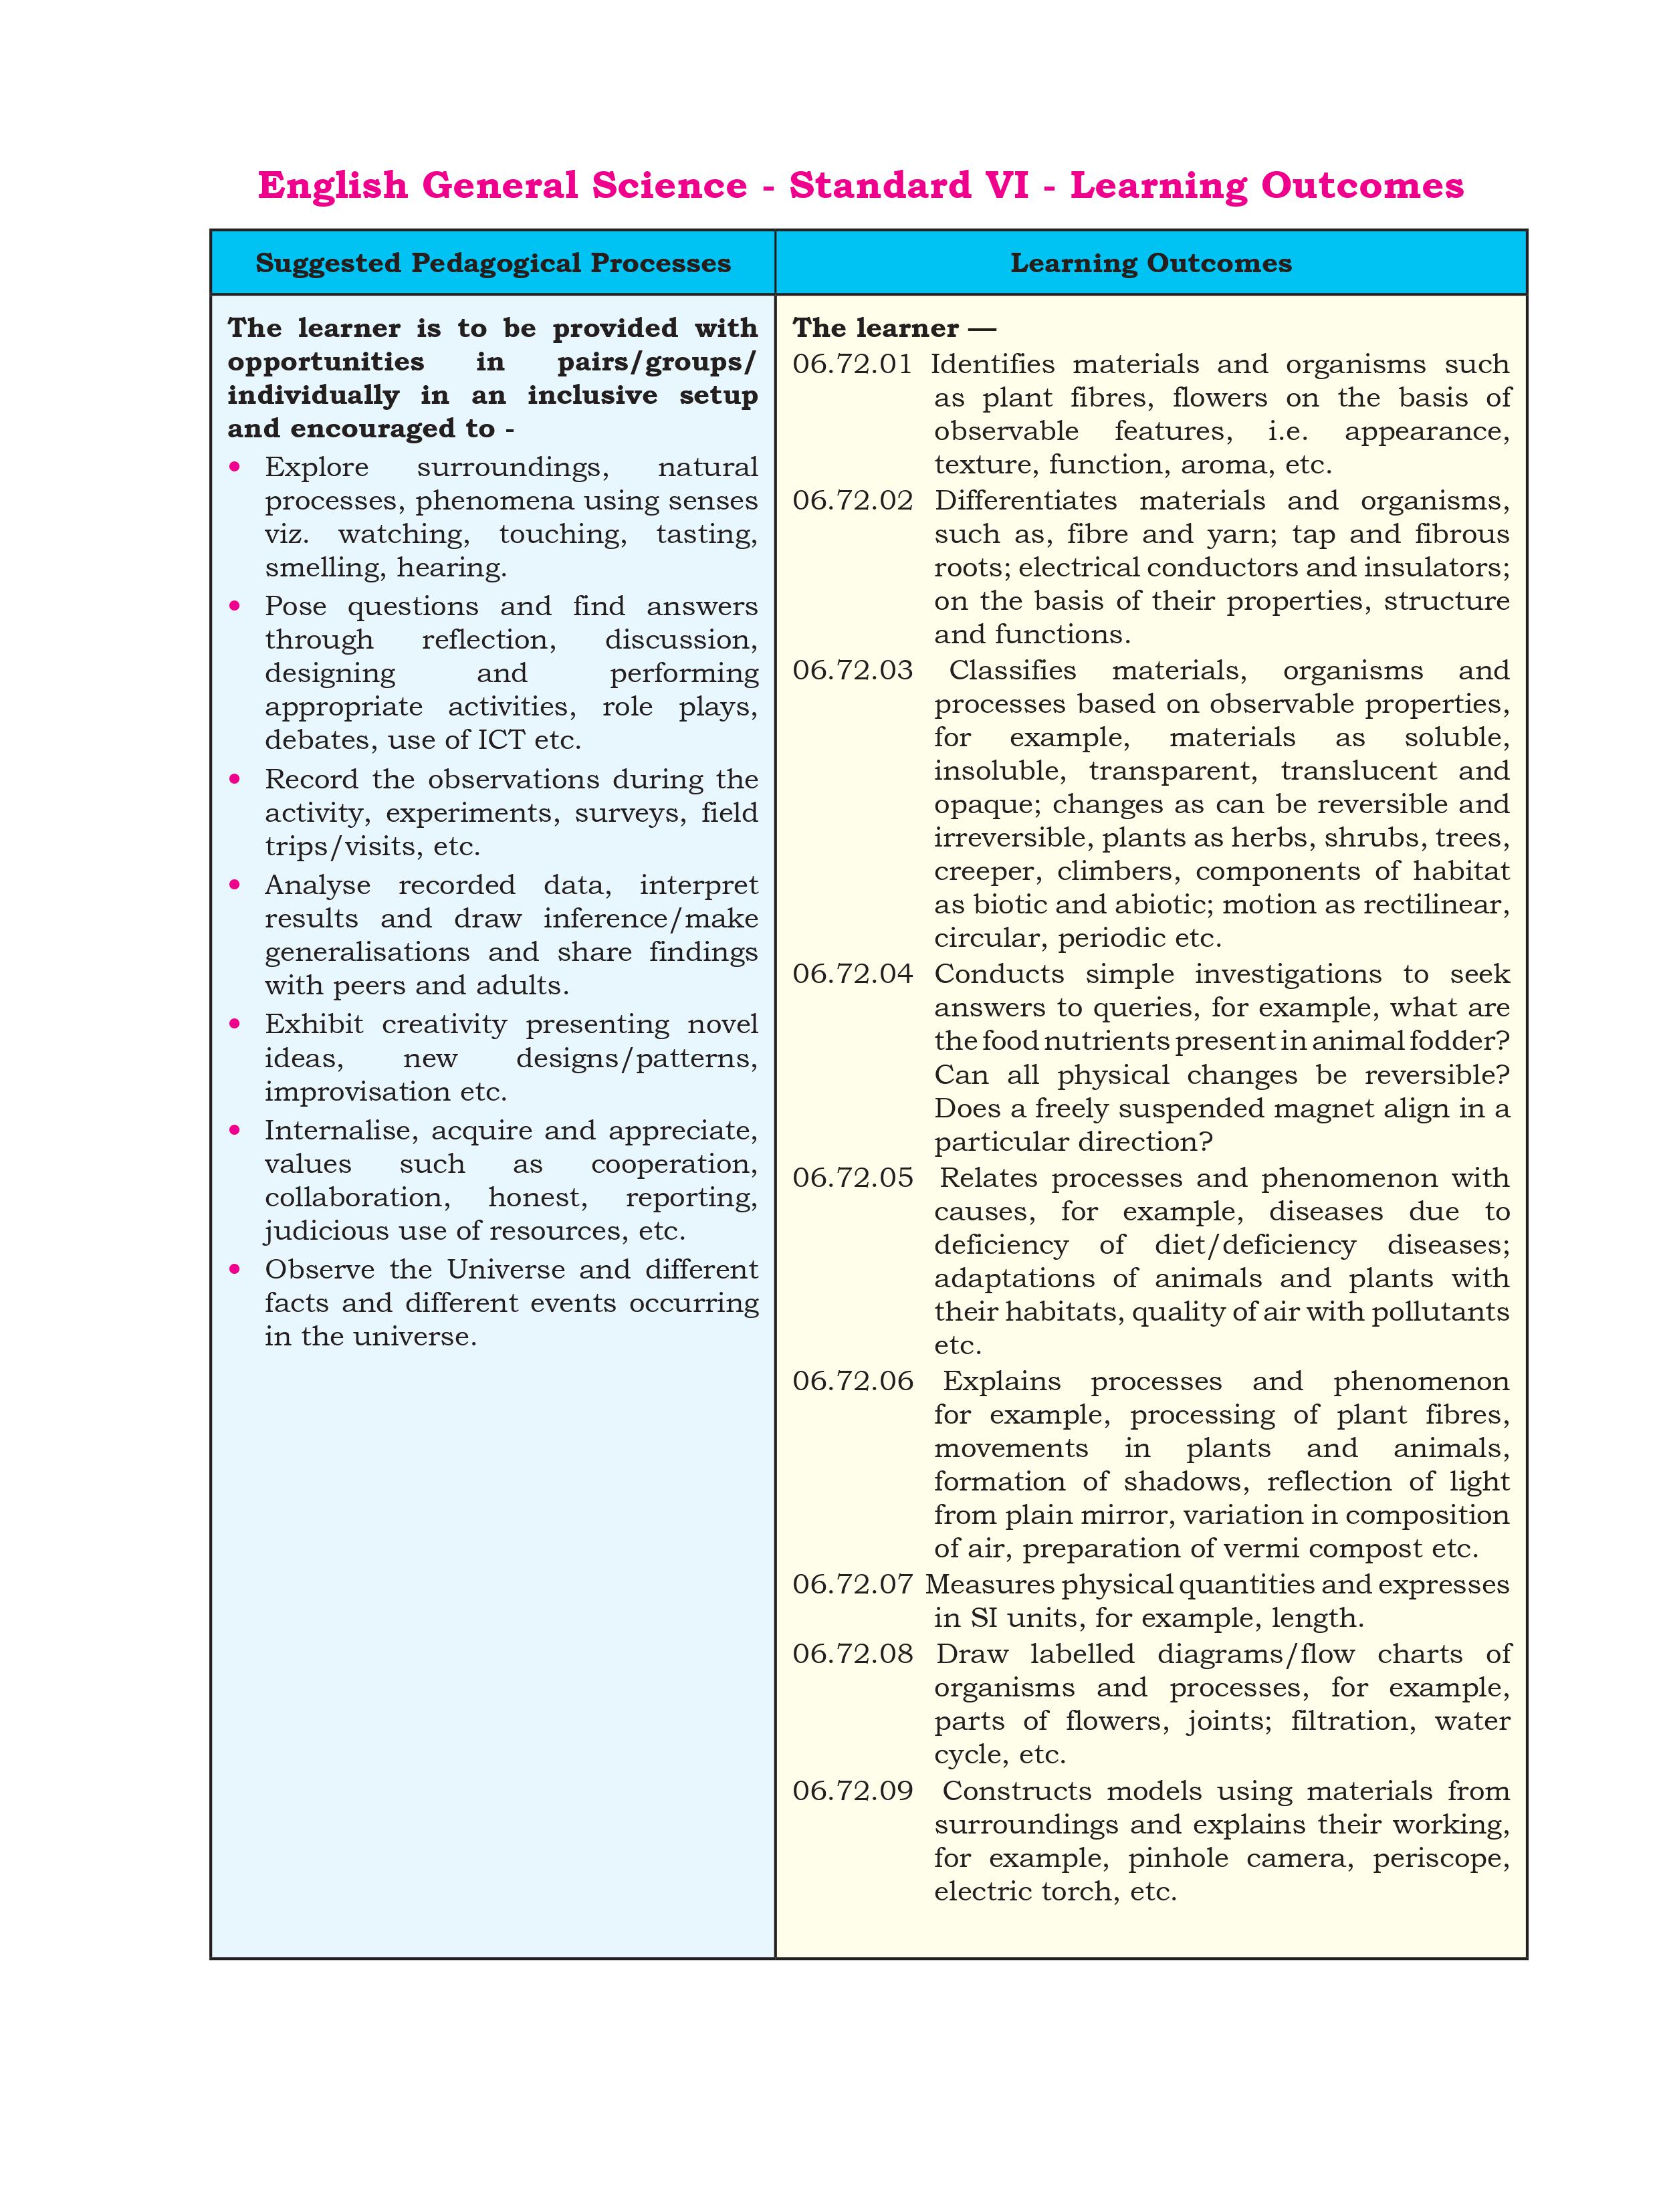 English General Science - Standard VI - Learning Outcomes
Suggested Pedagogical Processes
The learner is to be provided with
opportunities in pairs/groups/
individually in an inclusive setup
and encouraged to -
• Explore surroundings, natural
processes, phenomena using senses
viz. watching, touching, tasting,
smelling, hearing.
• Pose questions and find answers
through reflection, discussion,
designing and performing
appropriate activities, role plays,
debates, use of ICT etc.
• Record the observations during the
activity, experiments, surveys, field
trips/visits, etc.
• Analyse recorded data, interpret
results and draw inference/make
generalisations and share findings
with peers and adults.
• Exhibit creativity presenting novel
ideas, new designs/patterns,
improvisation etc.
• Internalise, acquire and appreciate,
values such as cooperation,
collaboration, honest, reporting,
judicious use of resources, etc.
• Observe the Universe and different
facts and different events occurring
in the universe.
Learning Outcomes
The learner —
06.72.01 Identifies materials and organisms such
as plant fibres, flowers on the basis of
observable features, i.e. appearance,
texture, function, aroma, etc.
06.72.02 Differentiates materials and organisms,
such as, fibre and yarn; tap and fibrous
roots; electrical conductors and insulators;
on the basis of their properties, structure
and functions.
06.72.03 Classifies materials, organisms and
processes based on observable properties,
for example, materials as soluble,
insoluble, transparent, translucent and
opaque; changes as can be reversible and
irreversible, plants as herbs, shrubs, trees,
creeper, climbers, components of habitat
as biotic and abiotic; motion as rectilinear,
circular, periodic etc.
06.72.04 Conducts simple investigations to seek
answers to queries, for example, what are
the food nutrients present in animal fodder?
Can all physical changes be reversible?
Does a freely suspended magnet align in a
particular direction?
06.72.05 Relates processes and phenomenon with
causes, for example, diseases due to
deficiency of diet/deficiency diseases;
adaptations of animals and plants with
their habitats, quality of air with pollutants
etc.
06.72.06 Explains processes and phenomenon
for example, processing of plant fibres,
movements in plants and animals,
formation of shadows, reflection of light
from plain mirror, variation in composition
of air, preparation of vermi compost etc.
06.72.07 Measures physical quantities and expresses
in SI units, for example, length.
06.72.08 Draw labelled diagrams/flow charts of
organisms and processes, for example,
parts of flowers, joints; filtration, water
cycle, etc.
06.72.09 Constructs models using materials from
surroundings and explains their working,
for example, pinhole camera, periscope,
electric torch, etc.